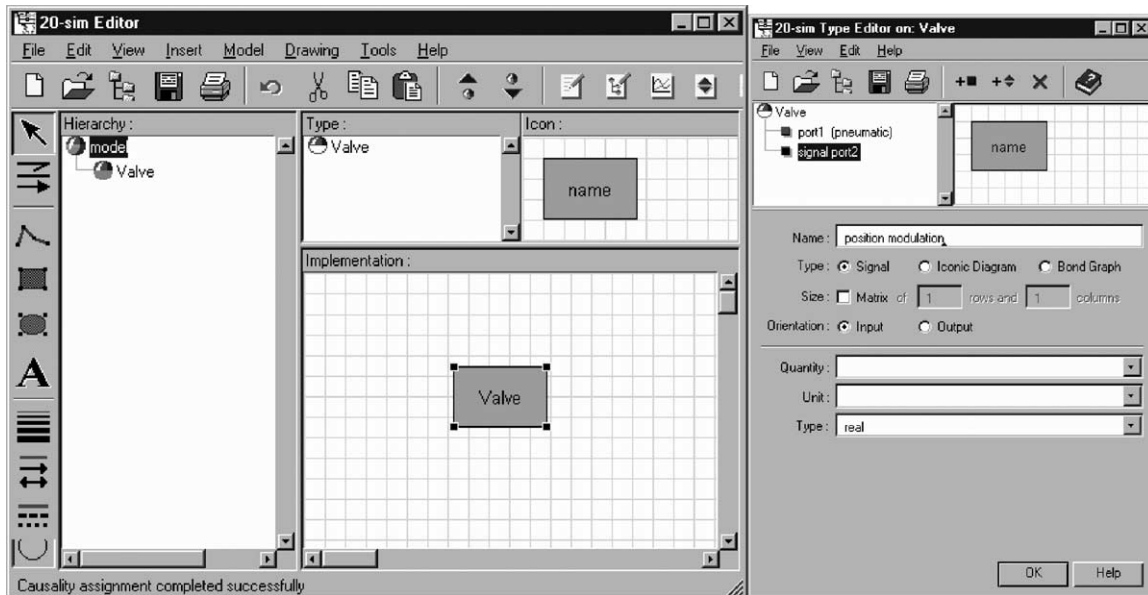 20-sim Editor
File Edit View Insert Model Drawing Tools Help
Hierarchy :
model
Valve
Type :
Valve
Icon :
name
Implementation :
Valve
A
Causality assignment completed successfully
20-sim Type Editor on: Valve
File View Edit Help
Valve
port1 (pneumatic)
signal port2
name
Name : position modulation
Type : Signal Iconic Diagram Bond Graph
Size : Matrix of 1 rows and 1 columns
Orientation : Input Output
Quantity :
Unit :
Type : real
OK Help